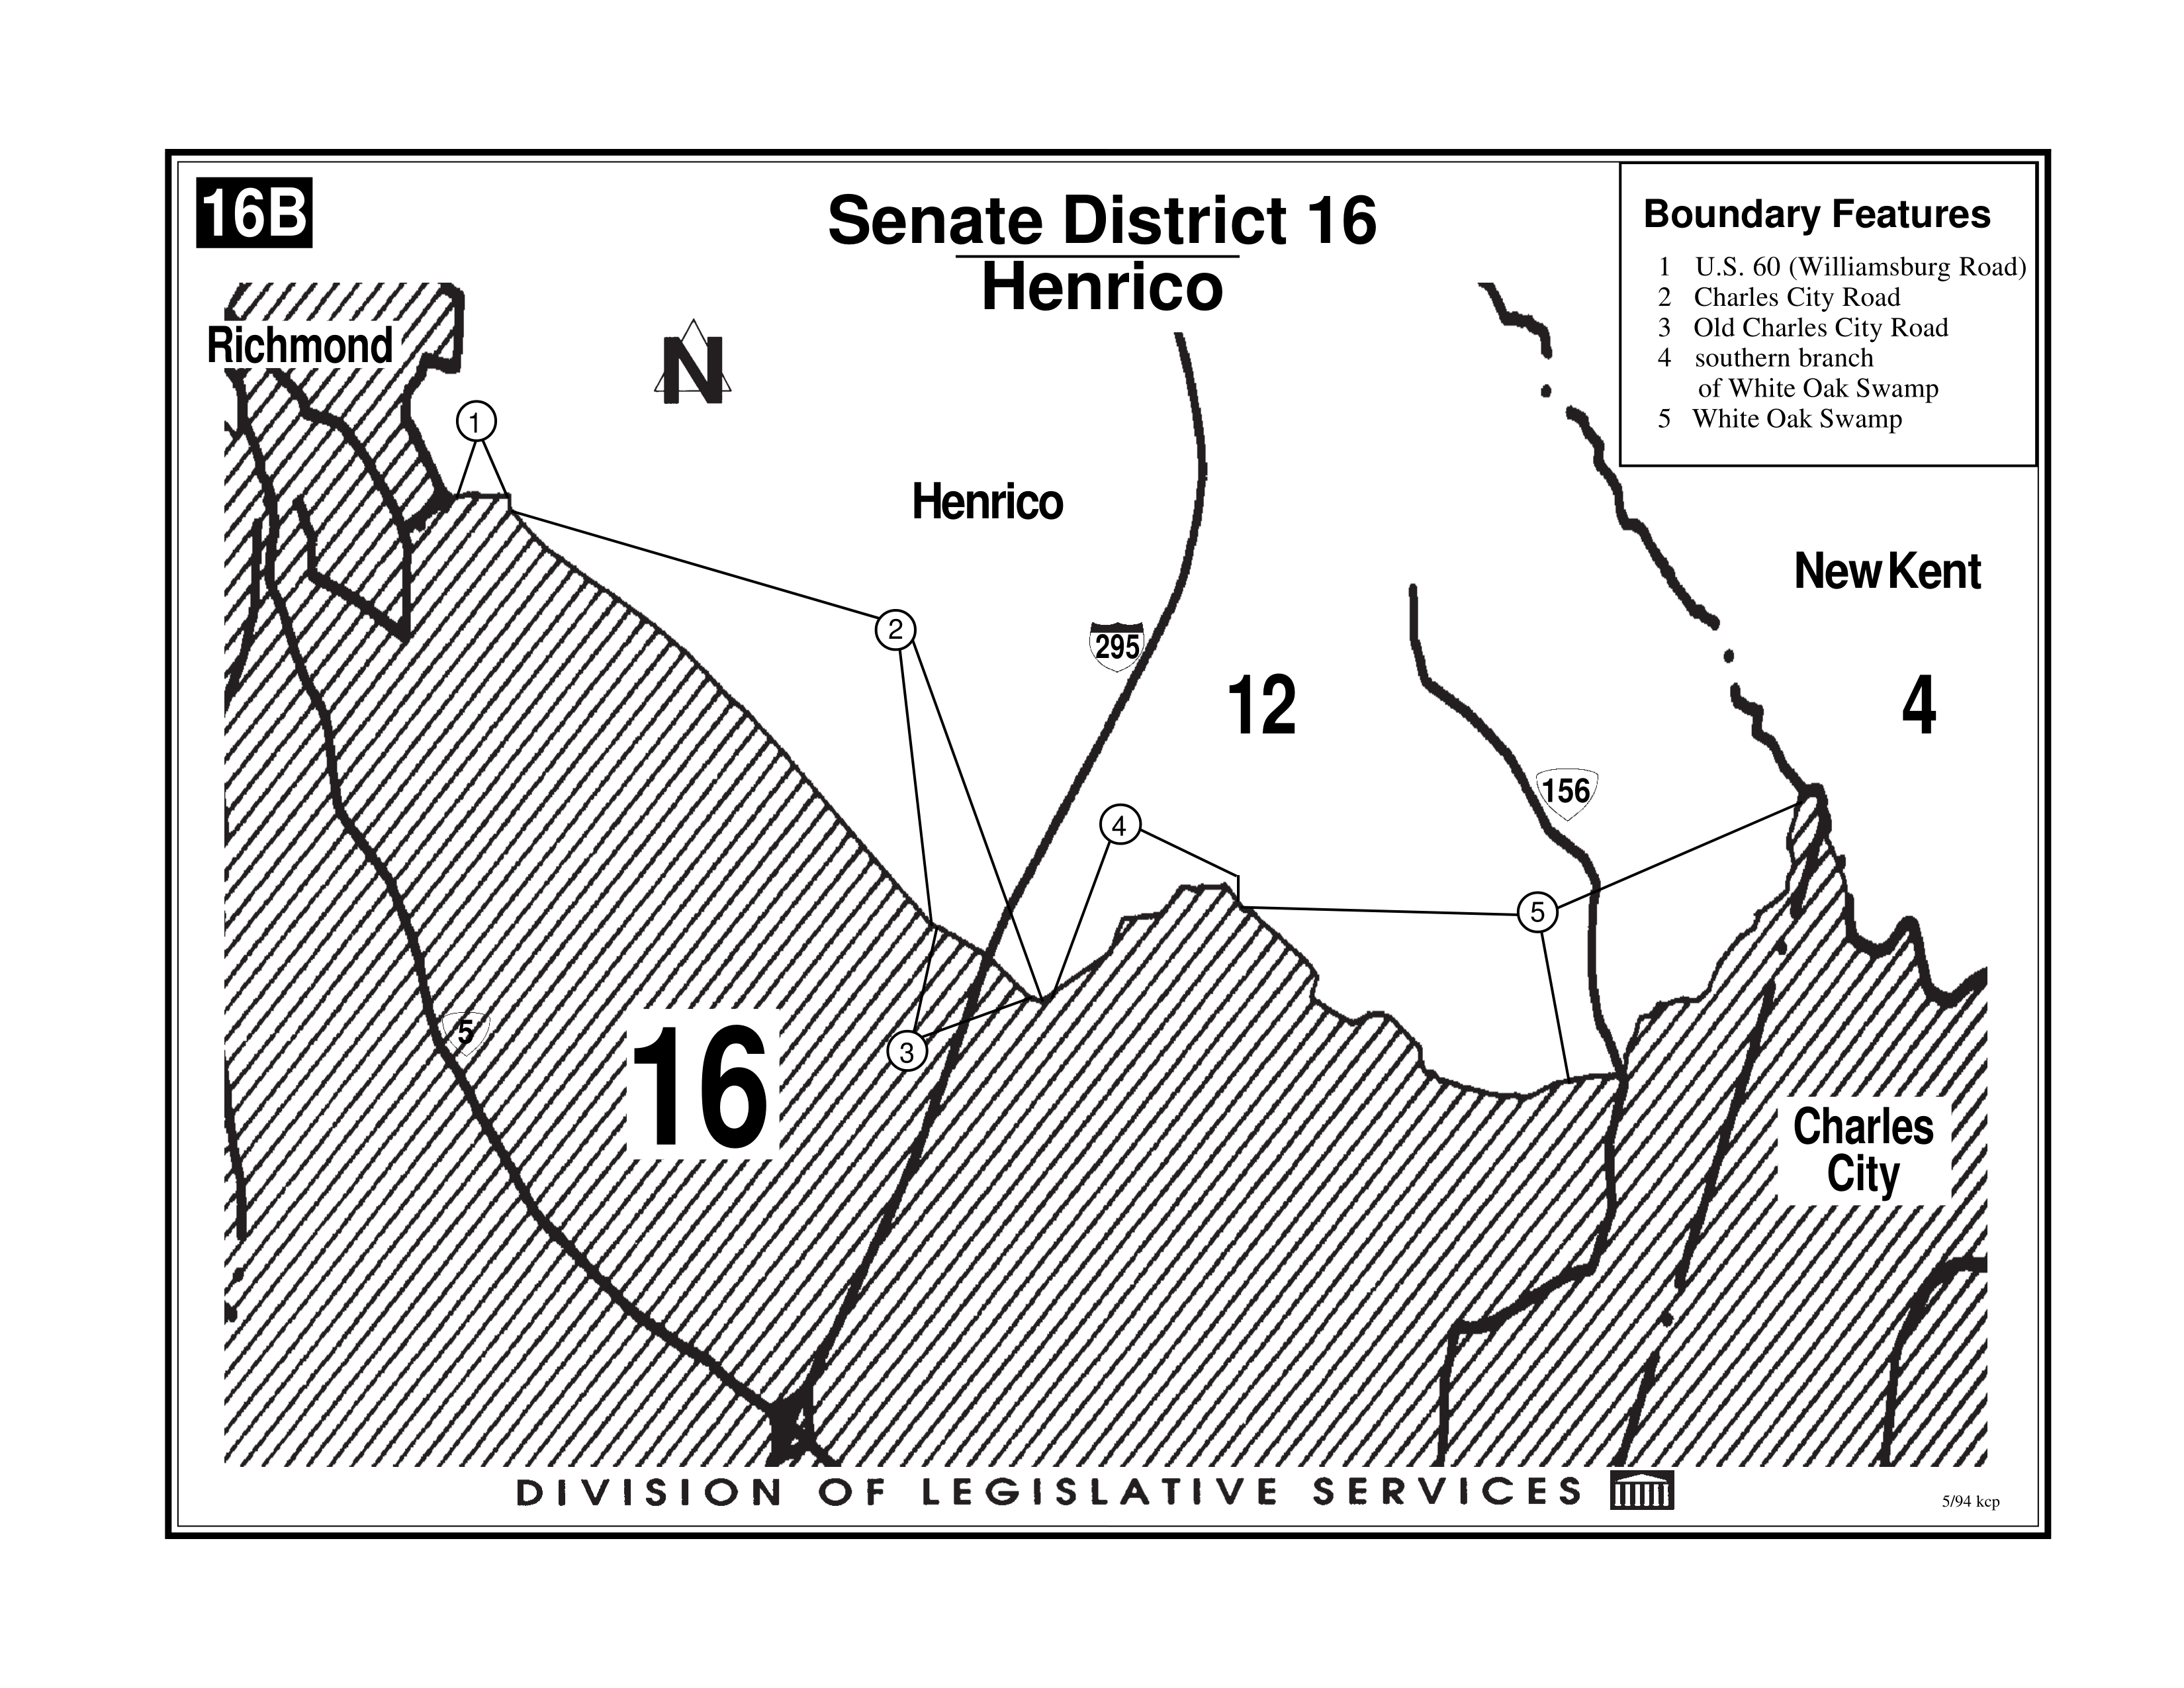 16B
Senate District 16
Henrico
Boundary Features
1 U.S. 60 (Williamsburg Road)
2 Charles City Road
3 Old Charles City Road
4 southern branch
of White Oak Swamp
5 White Oak Swamp
Richmond
N
1
Henrico
New Kent
2
295
12
4
156
4
5
5
16
3
Charles
City
DIVISION OF LEGISLATIVE SERVICES
5/94 kcp